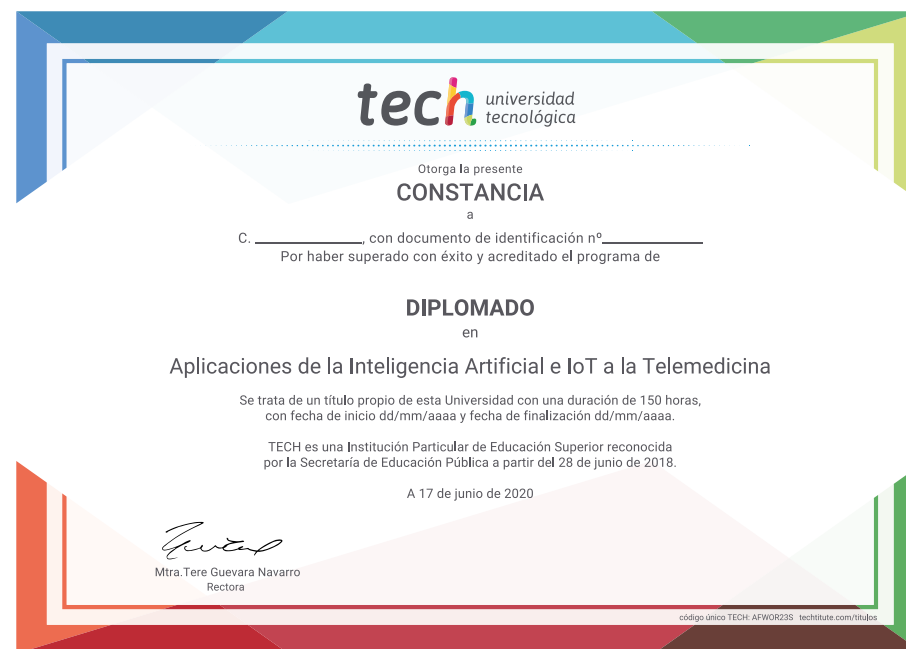 tech universidad
tecnológica
Otorga la presente
CONSTANCIA
a
C. ____________, con documento de identificación nº____________
Por haber superado con éxito y acreditado el programa de
DIPLOMADO
en
Aplicaciones de la Inteligencia Artificial e IoT a la Telemedicina
Se trata de un título propio de esta Universidad con una duración de 150 horas,
con fecha de inicio dd/mm/aaaa y fecha de finalización dd/mm/aaaa.
TECH es una Institución Particular de Educación Superior reconocida
por la Secretaría de Educación Pública a partir del 28 de junio de 2018.
A 17 de junio de 2020
Mtra.Tere Guevara Navarro
Rectora
código único TECH: AFWOR23S techtitute.com/titulos